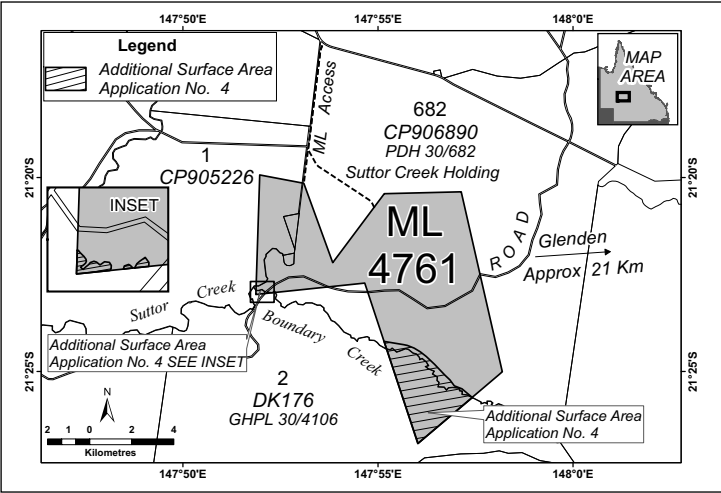 147°50'E 147°55'E 148°0'E
Legend
Additional Surface Area
Application No. 4
MAP
AREA
ML Access
682
CP906890
PDH 30/682
Suttor Creek Holding
1
CP905226
21°20'S
21°20'S
INSET
ML
4761
ROAD
Glenden
Approx 21 Km
Suttor Creek
Boundary Creek
Additional Surface Area
Application No. 4 SEE INSET
21°25'S
21°25'S
2
DK176
GHPL 30/4106
Additional Surface Area
Application No. 4
N
2 1 0 2 4
Kilometres
147°50'E 147°55'E 148°0'E